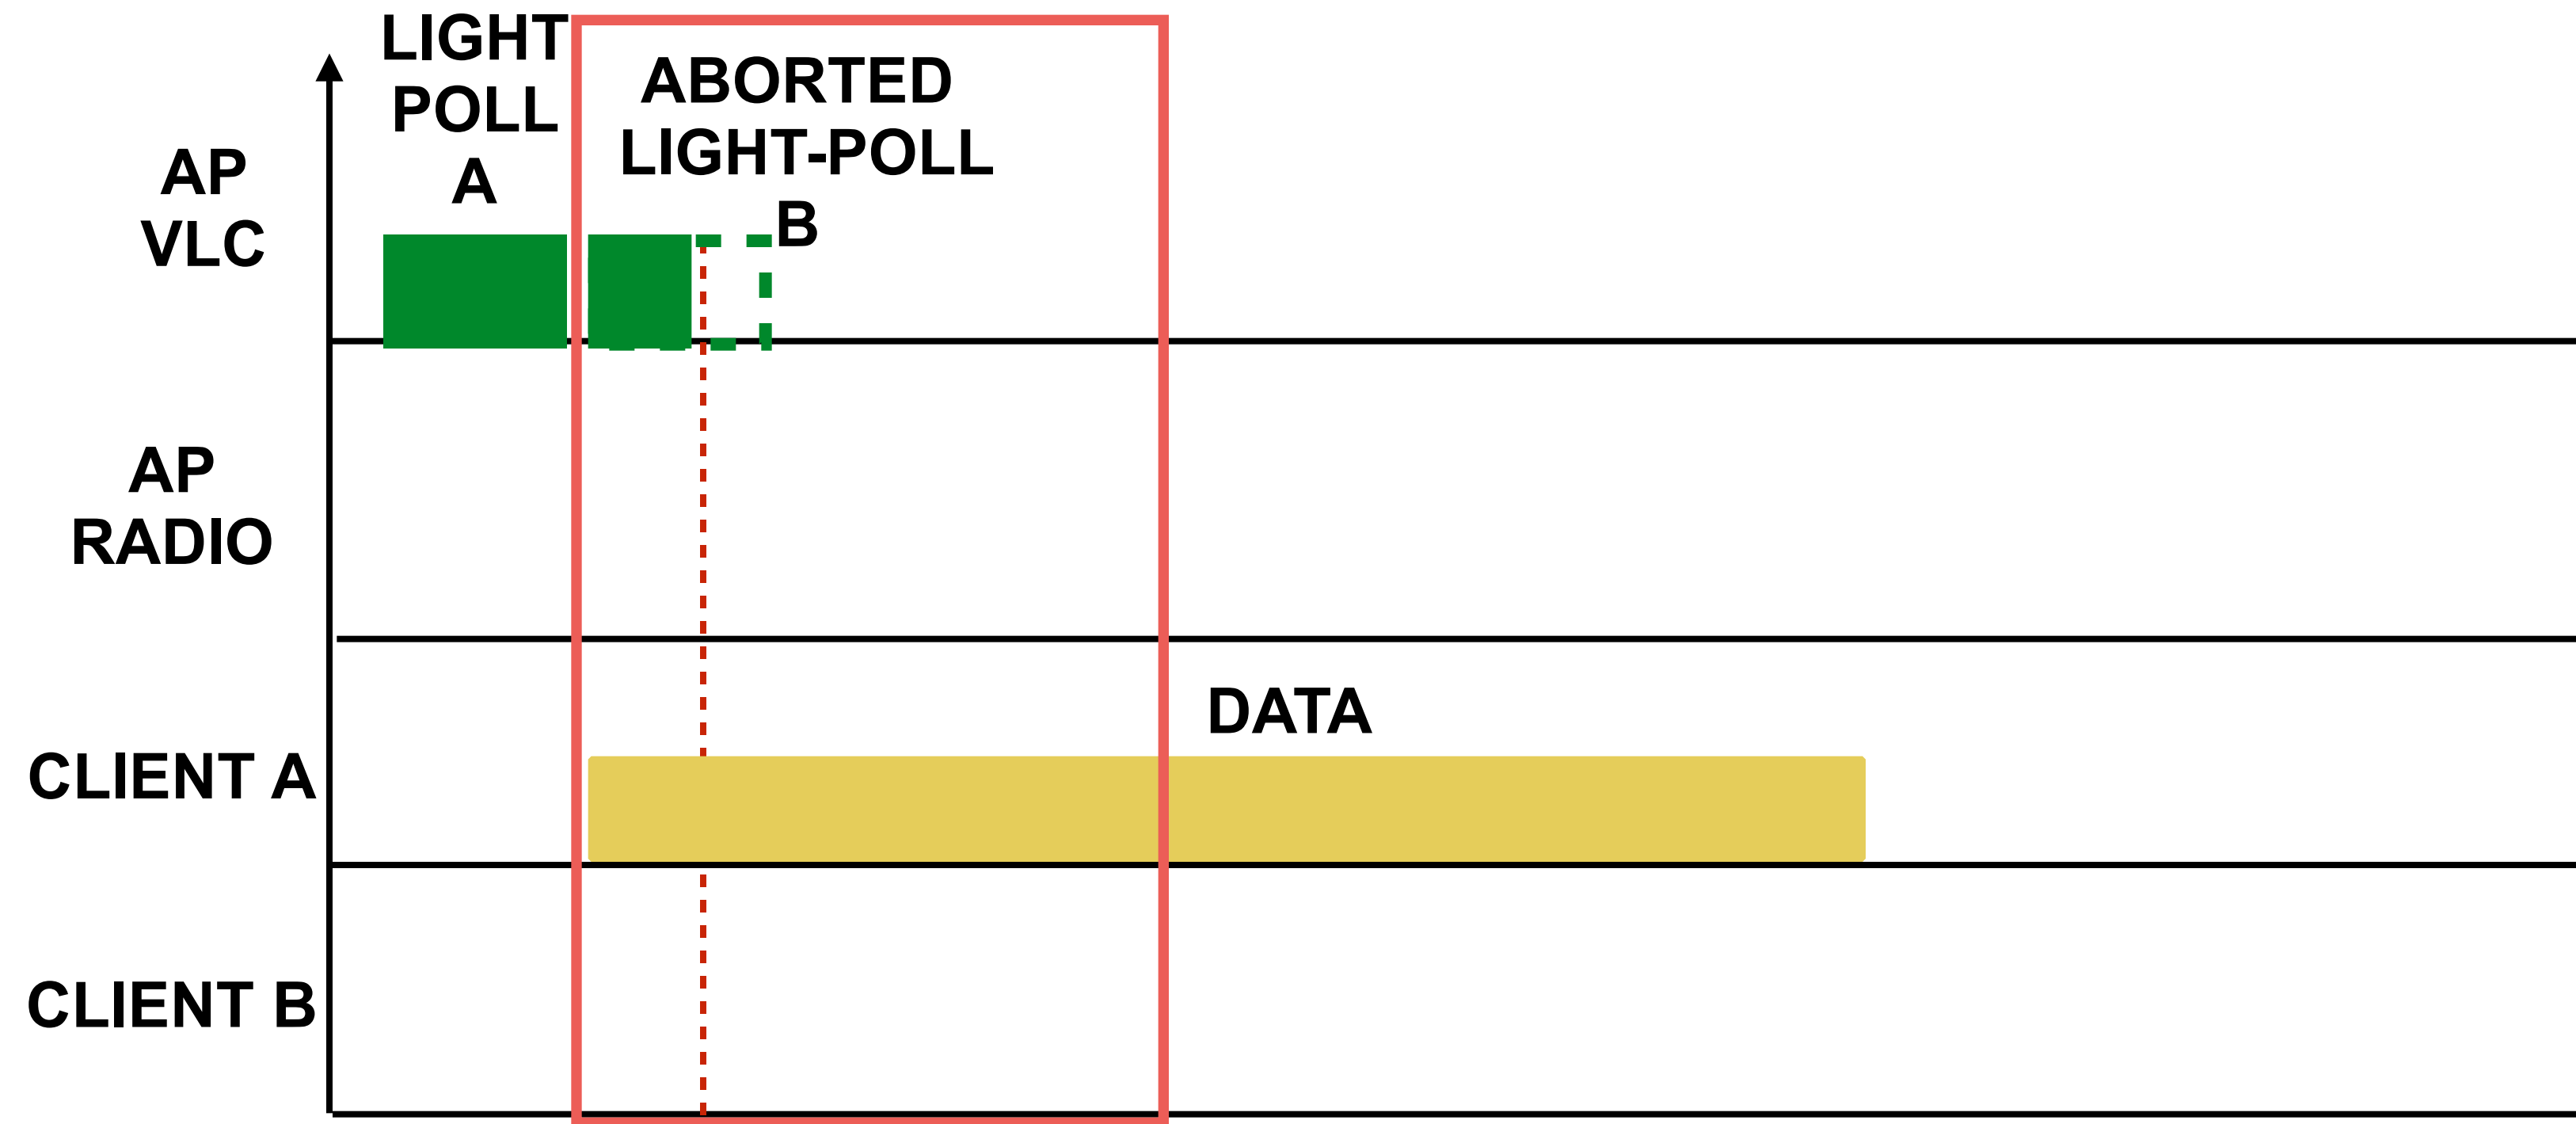 LIGHT
POLL
A
ABORTED
LIGHT-POLL
B
AP
VLC
AP
RADIO
DATA
CLIENT A
CLIENT B